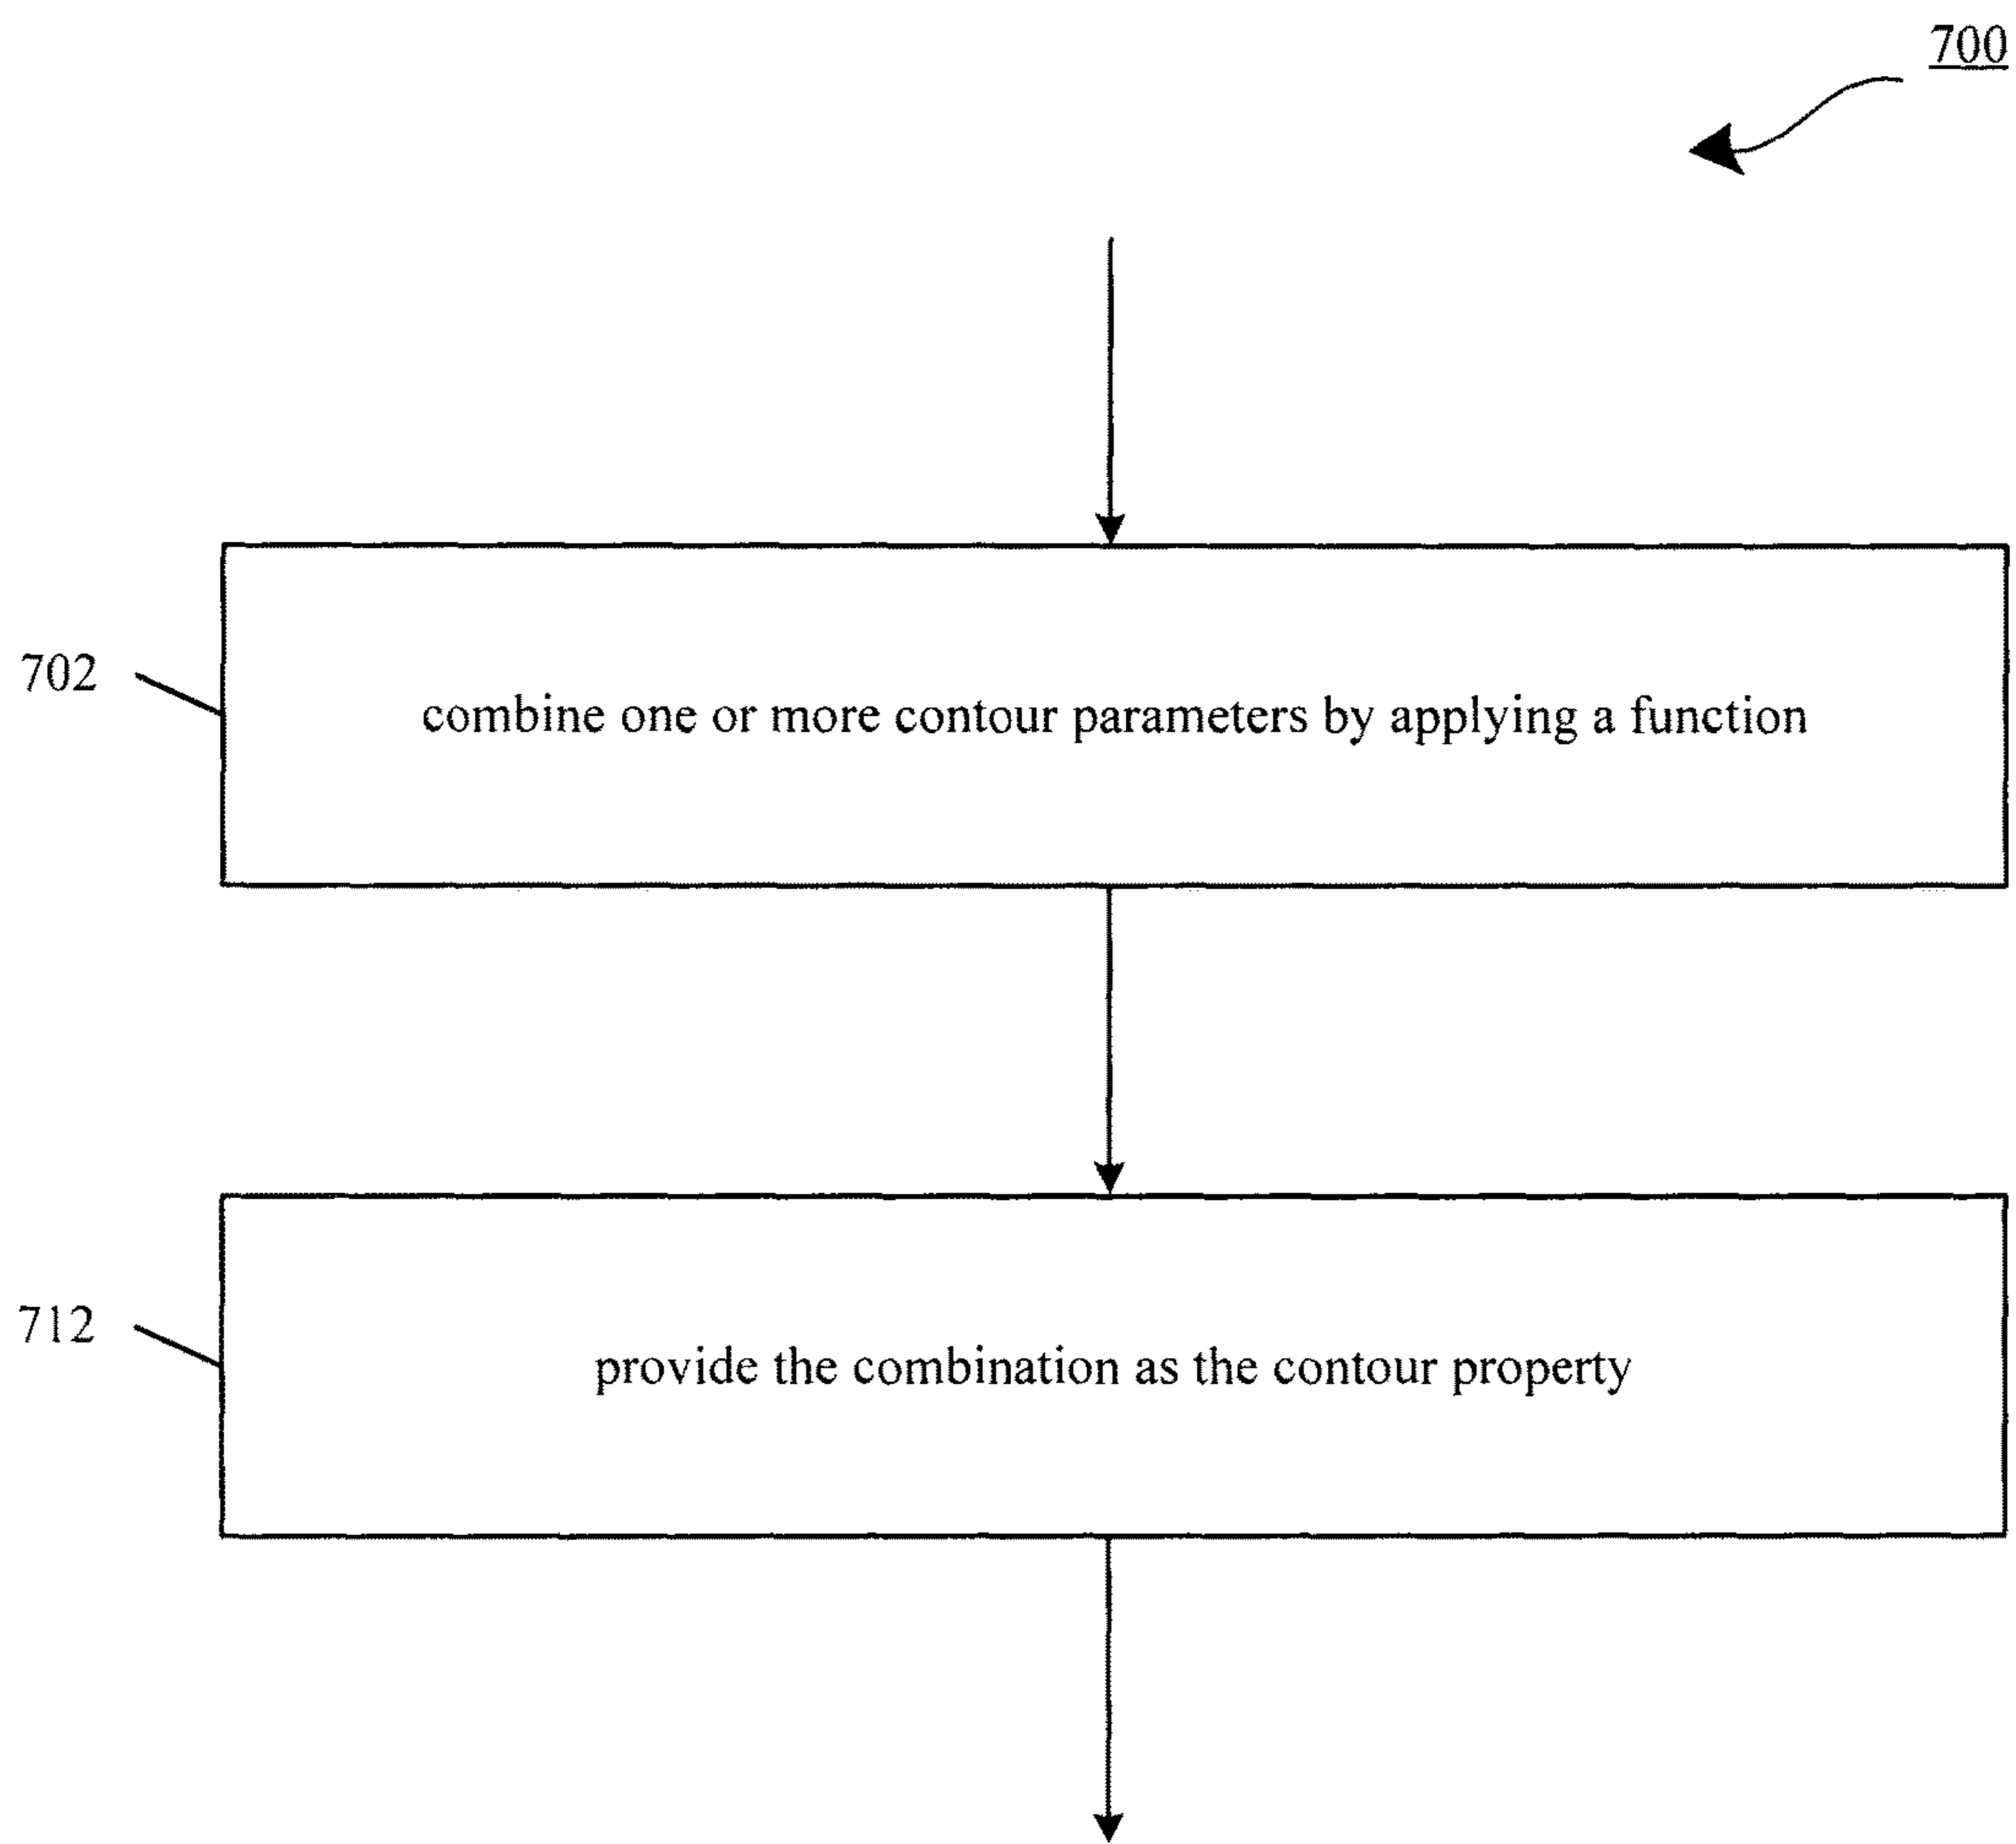 700
702
combine one or more contour parameters by applying a function
712
provide the combination as the contour property